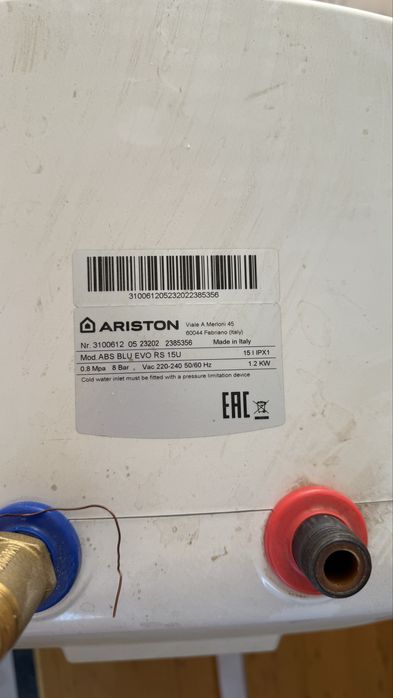 310061205232022385356
ARISTON
Viale A Merloni 45
60044 Fabriano (Italy)
Nr. 3100612 05 23202 2385356 Made in Italy
Mod.ABS BLU EVO RS 15U 15 l IPX1
0.8 Mpa 8 Bar , Vac 220-240 50/60 Hz 1.2 KW
Cold water inlet must be fitted with a pressure limitation device
EAC